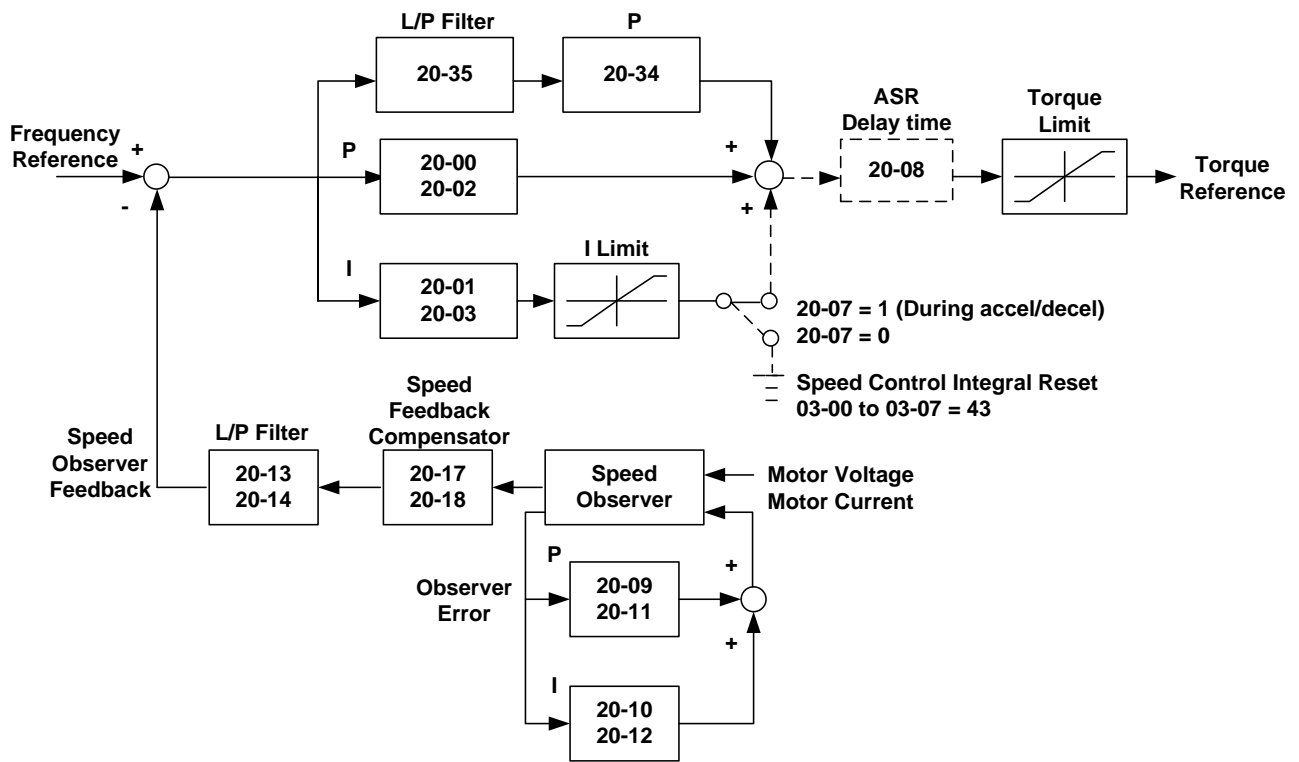 L/P Filter
P
20-35
20-34
ASR
Delay time
Torque
Limit
Frequency
Reference
+
-
P
20-00
20-02
+
+
20-08
Torque
Reference
I
20-01
20-03
I Limit
20-07 = 1 (During accel/decel)
20-07 = 0
Speed Control Integral Reset
03-00 to 03-07 = 43
Speed
Observer
Feedback
L/P Filter
20-13
20-14
Speed
Feedback
Compensator
20-17
20-18
Speed
Observer
Motor Voltage
Motor Current
Observer
Error
P
20-09
20-11
+
+
I
20-10
20-12